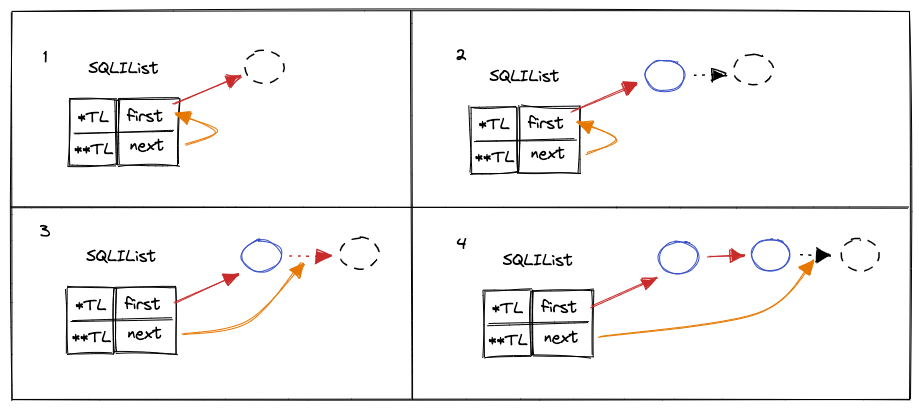 1
SQLIList
*TL first
**TL next
2
SQLIList
*TL first
**TL next
3
SQLIList
*TL first
**TL next
4
SQLIList
*TL first
**TL next